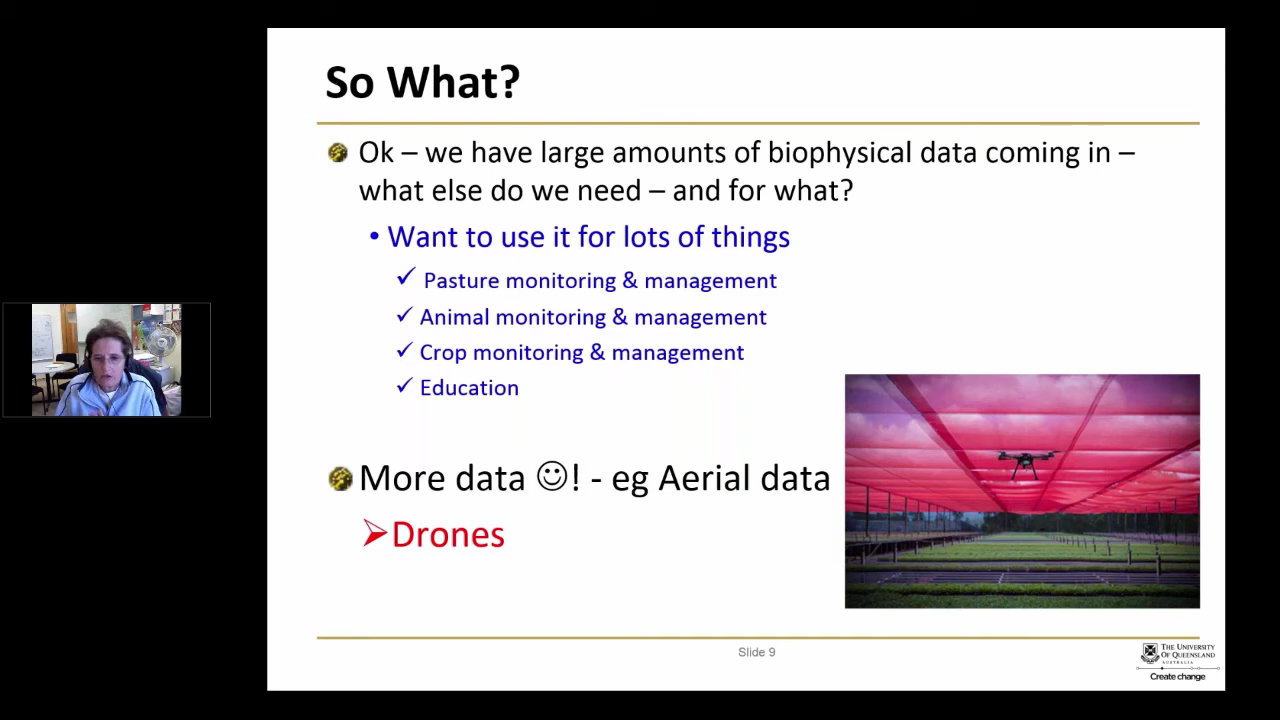 So What?
Ok – we have large amounts of biophysical data coming in –
what else do we need – and for what?
• Want to use it for lots of things
✓ Pasture monitoring & management
✓ Animal monitoring & management
✓ Crop monitoring & management
✓ Education
More data ☺! - eg Aerial data
➢Drones
Slide 9
THE UNIVERSITY
OF QUEENSLAND
AUSTRALIA
Create change